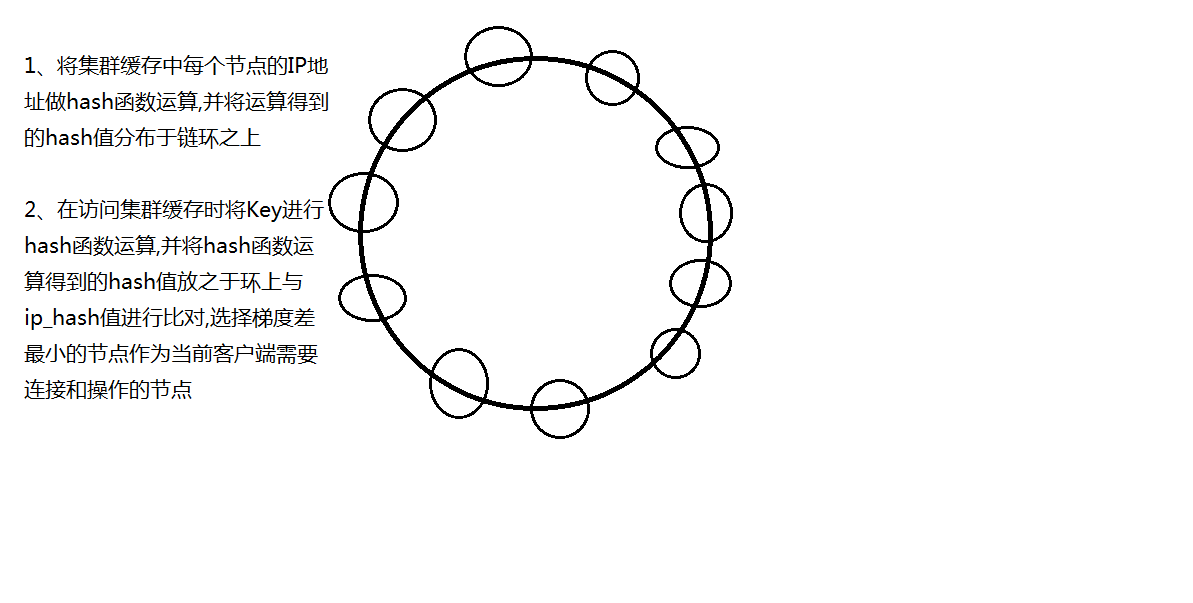 1、将集群缓存中每个节点的IP地
址做hash函数运算,并将运算得到
的hash值分布于链环之上
2、在访问集群缓存时将Key进行
hash函数运算,并将hash函数运
算得到的hash值放之于环上与
ip_hash值进行比对,选择梯度差
最小的节点作为当前客户端需要
连接和操作的节点